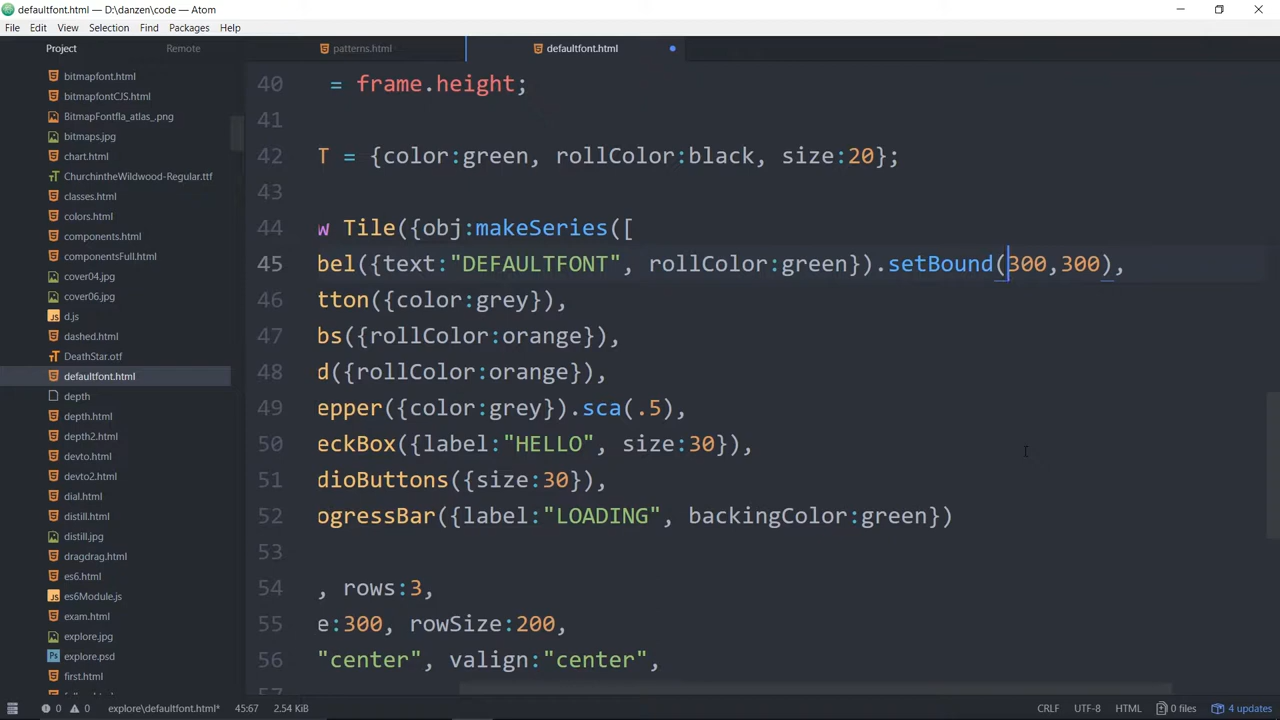 defaultfont.html — D:\danzen\code — Atom
File Edit View Selection Find Packages Help
Project Remote
patterns.html defaultfont.html
bitmapfont.html
bitmapfontCJS.html
BitmapFontfla_atlas_.png
bitmaps.jpg
chart.html
ChurchintheWildwood-Regular.ttf
classes.html
colors.html
components.html
componentsFull.html
cover04.jpg
cover06.jpg
d.js
dashed.html
DeathStar.otf
defaultfont.html
depth
depth.html
depth2.html
devto.html
devto2.html
dial.html
distill.html
distill.jpg
dragdrag.html
es6.html
es6Module.js
exam.html
explore.jpg
explore.psd
first.html
40 = frame.height;
41
42 T = {color:green, rollColor:black, size:20};
43
44 w Tile({obj:makeSeries([
45 bel({text:"DEFAULTFONT", rollColor:green}).setBound(300,300),
46 tton({color:grey}),
47 bs({rollColor:orange}),
48 d({rollColor:orange}),
49 epper({color:grey}).sca(.5),
50 eckBox({label:"HELLO", size:30}),
51 dioButtons({size:30}),
52 ogressBar({label:"LOADING", backingColor:green})
53
54 , rows:3,
55 e:300, rowSize:200,
56 "center", valign:"center",
57
0 0 explore\defaultfont.html* 45:67 2.54 KiB CRLF UTF-8 HTML 0 files 4 updates